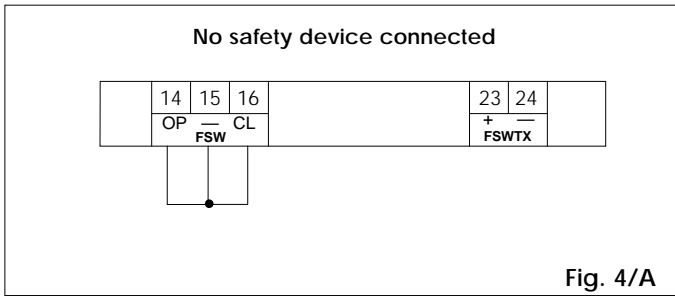 No safety device connected
14 15 16 23 24
OP — CL + —
FSW FSWTX
Fig. 4/A